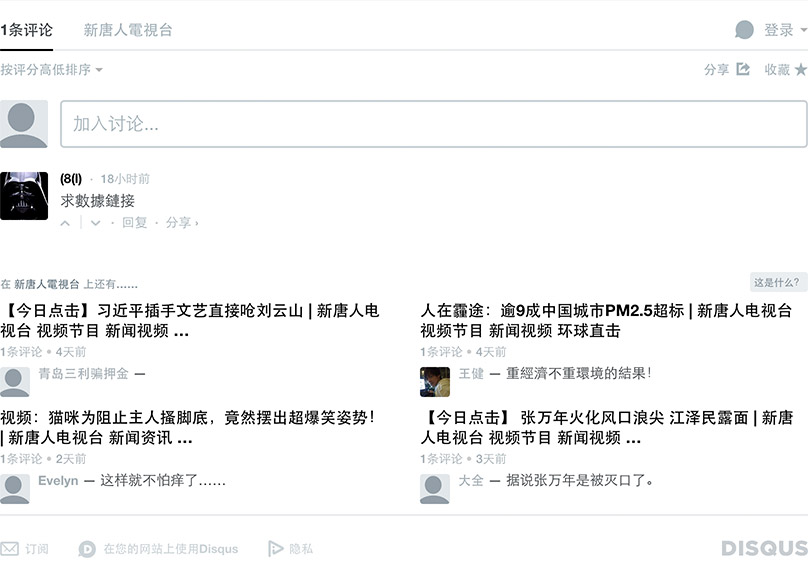 1条评论 新唐人電視台 登录
按评分高低排序 分享 收藏
加入讨论...
(8(l) · 18小时前
求數據鏈接
· 回复 · 分享 ›
在 新唐人電視台 上还有…… 这是什么?
【今日点击】习近平插手文艺直接呛刘云山 | 新唐人电
视台 视频节目 新闻视频 ...
1条评论 • 4天前
青岛三利骗押金 —
人在霾途：逾9成中国城市PM2.5超标 | 新唐人电视台
视频节目 新闻视频 环球直击
1条评论 • 4天前
王健 — 重經濟不重環境的結果！
视频：猫咪为阻止主人搔脚底，竟然摆出超爆笑姿势！
| 新唐人电视台 新闻资讯 ...
1条评论 • 2天前
Evelyn — 这样就不怕痒了……
【今日点击】 张万年火化风口浪尖 江泽民露面 | 新唐
人电视台 视频节目 新闻视频 ...
1条评论 • 3天前
大全 — 据说张万年是被灭口了。
订阅 在您的网站上使用Disqus 隐私 DISQUS